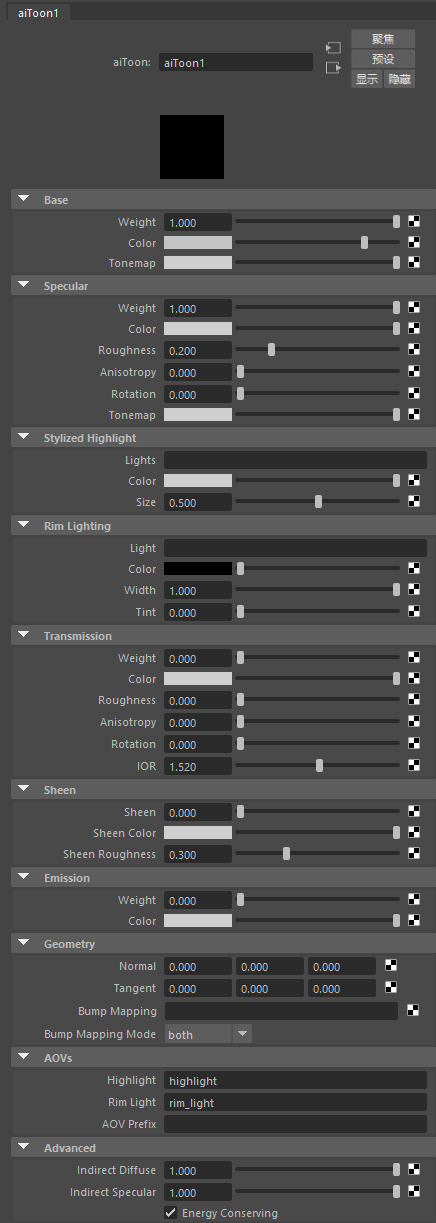 aiToon1
聚焦
aiToon: aiToon1
预设
显示 隐藏
Base
Weight 1.000
Color
Tonemap
Specular
Weight 1.000
Color
Roughness 0.200
Anisotropy 0.000
Rotation 0.000
Tonemap
Stylized Highlight
Lights
Color
Size 0.500
Rim Lighting
Light
Color
Width 1.000
Tint 0.000
Transmission
Weight 0.000
Color
Roughness 0.000
Anisotropy 0.000
Rotation 0.000
IOR 1.520
Sheen
Sheen 0.000
Sheen Color
Sheen Roughness 0.300
Emission
Weight 0.000
Color
Geometry
Normal 0.000 0.000 0.000
Tangent 0.000 0.000 0.000
Bump Mapping
Bump Mapping Mode both
AOVs
Highlight highlight
Rim Light rim_light
AOV Prefix
Advanced
Indirect Diffuse 1.000
Indirect Specular 1.000
Energy Conserving